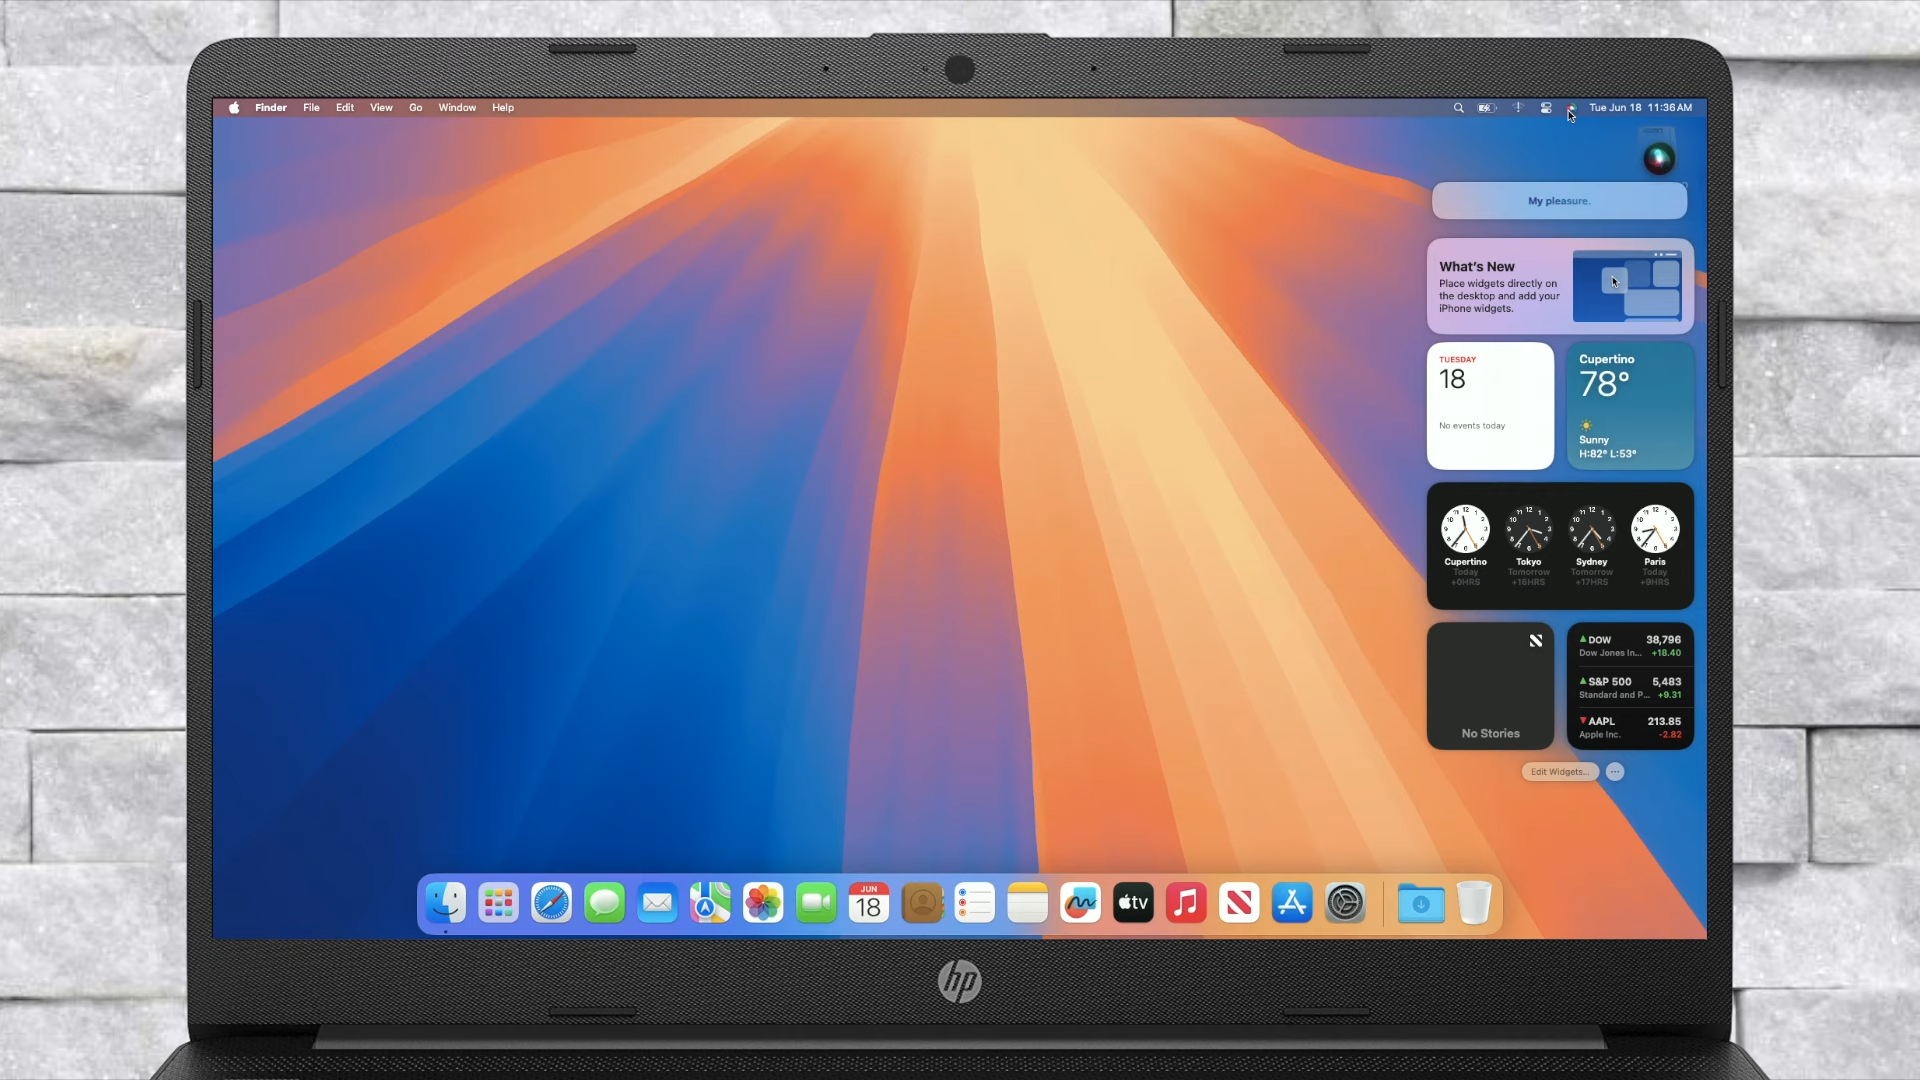 Finder File Edit View Go Window Help
Tue Jun 18 11:36AM
My pleasure.
What's New
Place widgets directly on
the desktop and add your
iPhone widgets.
TUESDAY
18
No events today
Cupertino
78°
Sunny
H:82° L:53°
Cupertino
Today
+0HRS
Tokyo
Tomorrow
+16HRS
Sydney
Tomorrow
+17HRS
Paris
Today
+9HRS
No Stories
DOW 38,796
Dow Jones In... +18.40
S&P 500 5,483
Standard and P... +9.31
AAPL 213.85
Apple Inc. -2.82
Edit Widgets...
JUN
18
tv
hp